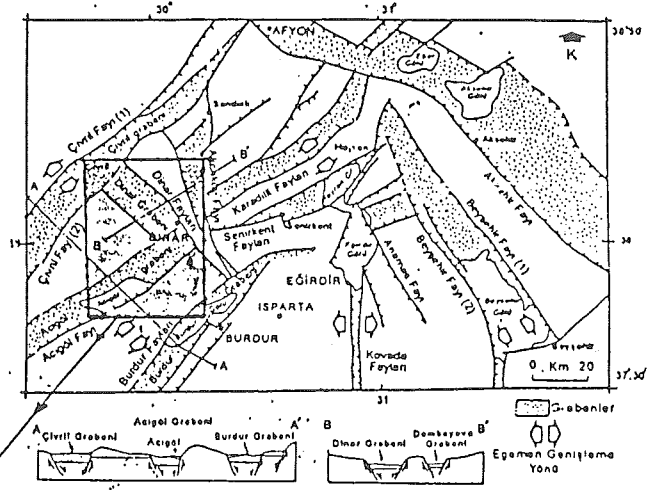 30°
31°
38°30
AFYON
K
Eber Gölü
Akşehir Gölü
Çivril Fayı (1)
Çivril Grabeni
Sandıklı
Akşehir
Akşehir Fayı
B'
Hoyran
Karadilli Fayları
A
Dinar Grabeni
Dinar Fayları
DİNAR
B
Senirkent Fayları
Senirkent
Çivril Fayı (2)
38
Beyşehir Fayı (1)
Anamas Fayı
Beyşehir Fayı (2)
EĞİRDİR
Acıgöl
Acıgöl Fayı
ISPARTA
Burdur Fayları
Burdur
BURDUR
A
Kovada Fayları
Beyşehir Gölü
Beyşehir
0 Km 20
37°30'
31
Grabenler
Egemen Genişleme Yönü
A
Çivril Grabeni
Acıgöl Grabeni
Acıgöl
Burdur Grabeni
A'
B
Dinar Grabeni
Dombayova Grabeni
B'